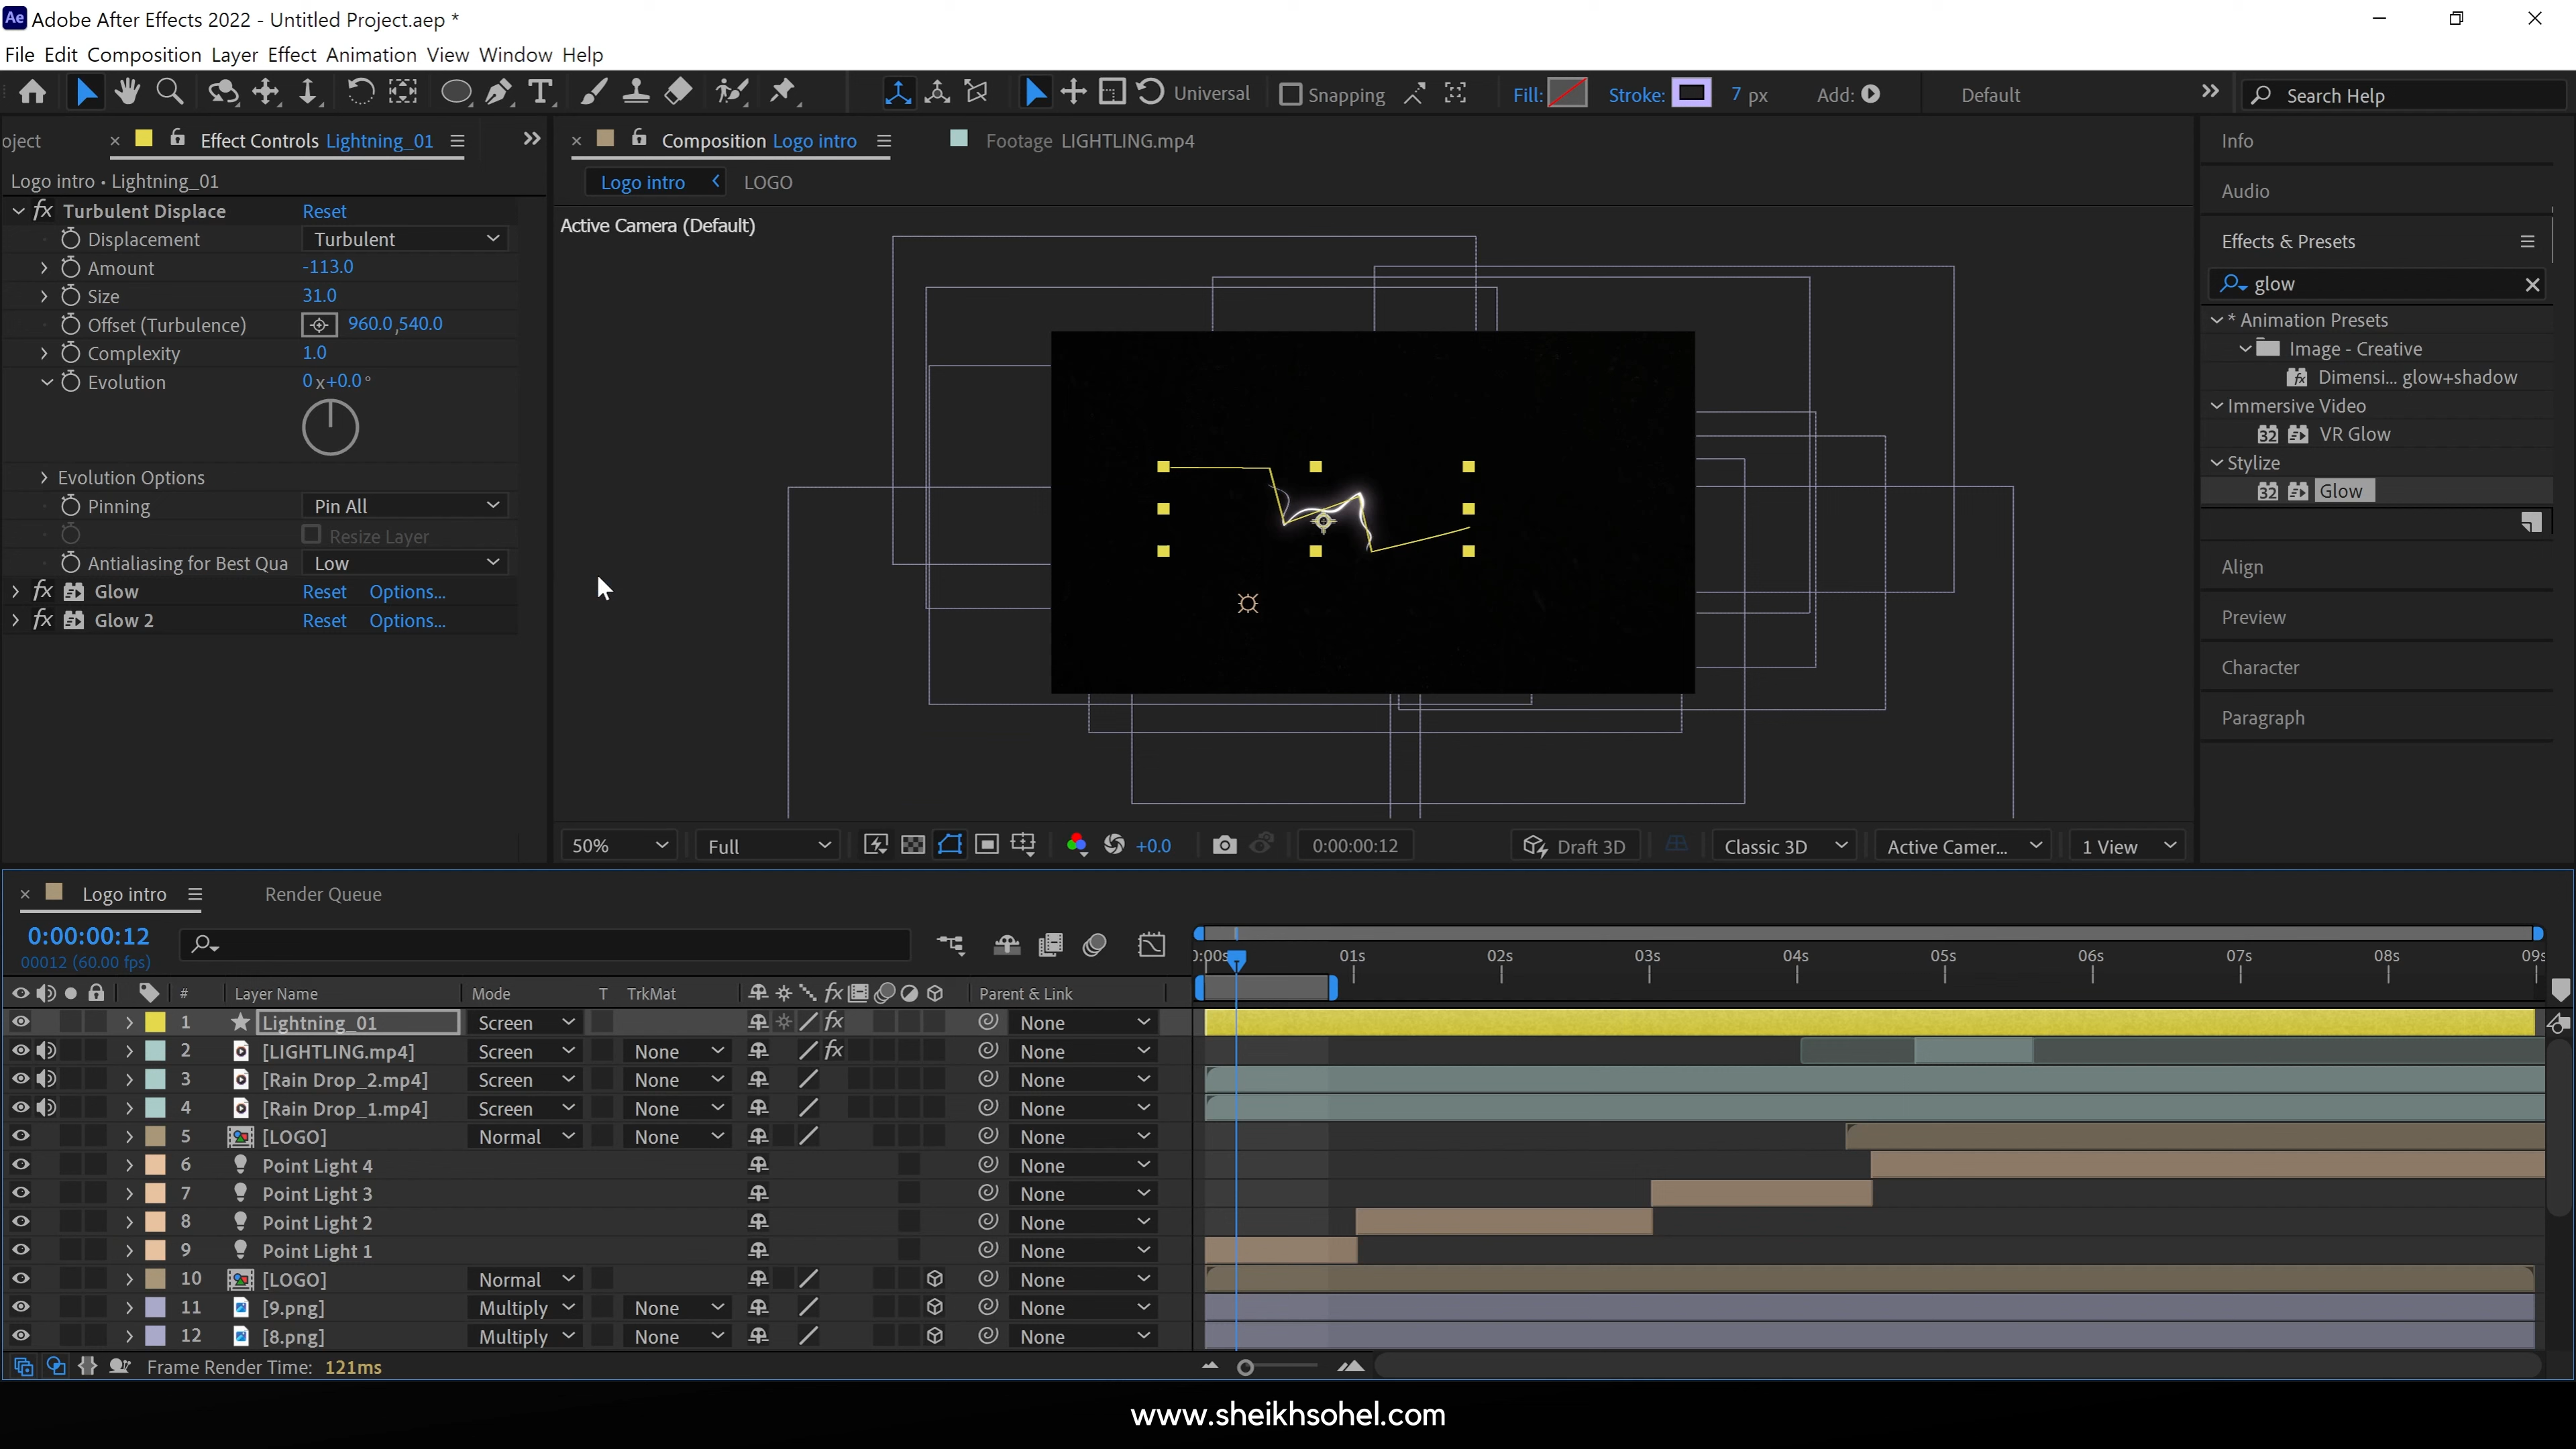 Ae Adobe After Effects 2022 - Untitled Project.aep *
File Edit Composition Layer Effect Animation View Window Help
Universal Snapping Fill: Stroke: 7 px Add: Default Search Help
oject × Effect Controls Lightning_01
Logo intro • Lightning_01
fx Turbulent Displace Reset
Displacement Turbulent
Amount -113.0
Size 31.0
Offset (Turbulence) 960.0,540.0
Complexity 1.0
Evolution 0x+0.0°
Evolution Options
Pinning Pin All
Resize Layer
Antialiasing for Best Qua Low
fx Glow Reset Options...
fx Glow 2 Reset Options...
× Composition Logo intro Footage LIGHTLING.mp4
Logo intro LOGO
Active Camera (Default)
50% Full +0.0 0:00:00:12 Draft 3D Classic 3D Active Camer... 1 View
Info
Audio
Effects & Presets
glow
* Animation Presets
Image - Creative
Dimensi... glow+shadow
Immersive Video
32 VR Glow
Stylize
32 Glow
Align
Preview
Character
Paragraph
× Logo intro Render Queue
0:00:00:12
00012 (60.00 fps)
01s 02s 03s 04s 05s 06s 07s 08s
# Layer Name Mode T TrkMat fx Parent & Link
1 Lightning_01 Screen fx None
2 [LIGHTLING.mp4] Screen None fx None
3 [Rain Drop_2.mp4] Screen None None
4 [Rain Drop_1.mp4] Screen None None
5 [LOGO] Normal None None
6 Point Light 4 None
7 Point Light 3 None
8 Point Light 2 None
9 Point Light 1 None
10 [LOGO] Normal None
11 [9.png] Multiply None None
12 [8.png] Multiply None None
Frame Render Time: 121ms
www.sheikhsohel.com